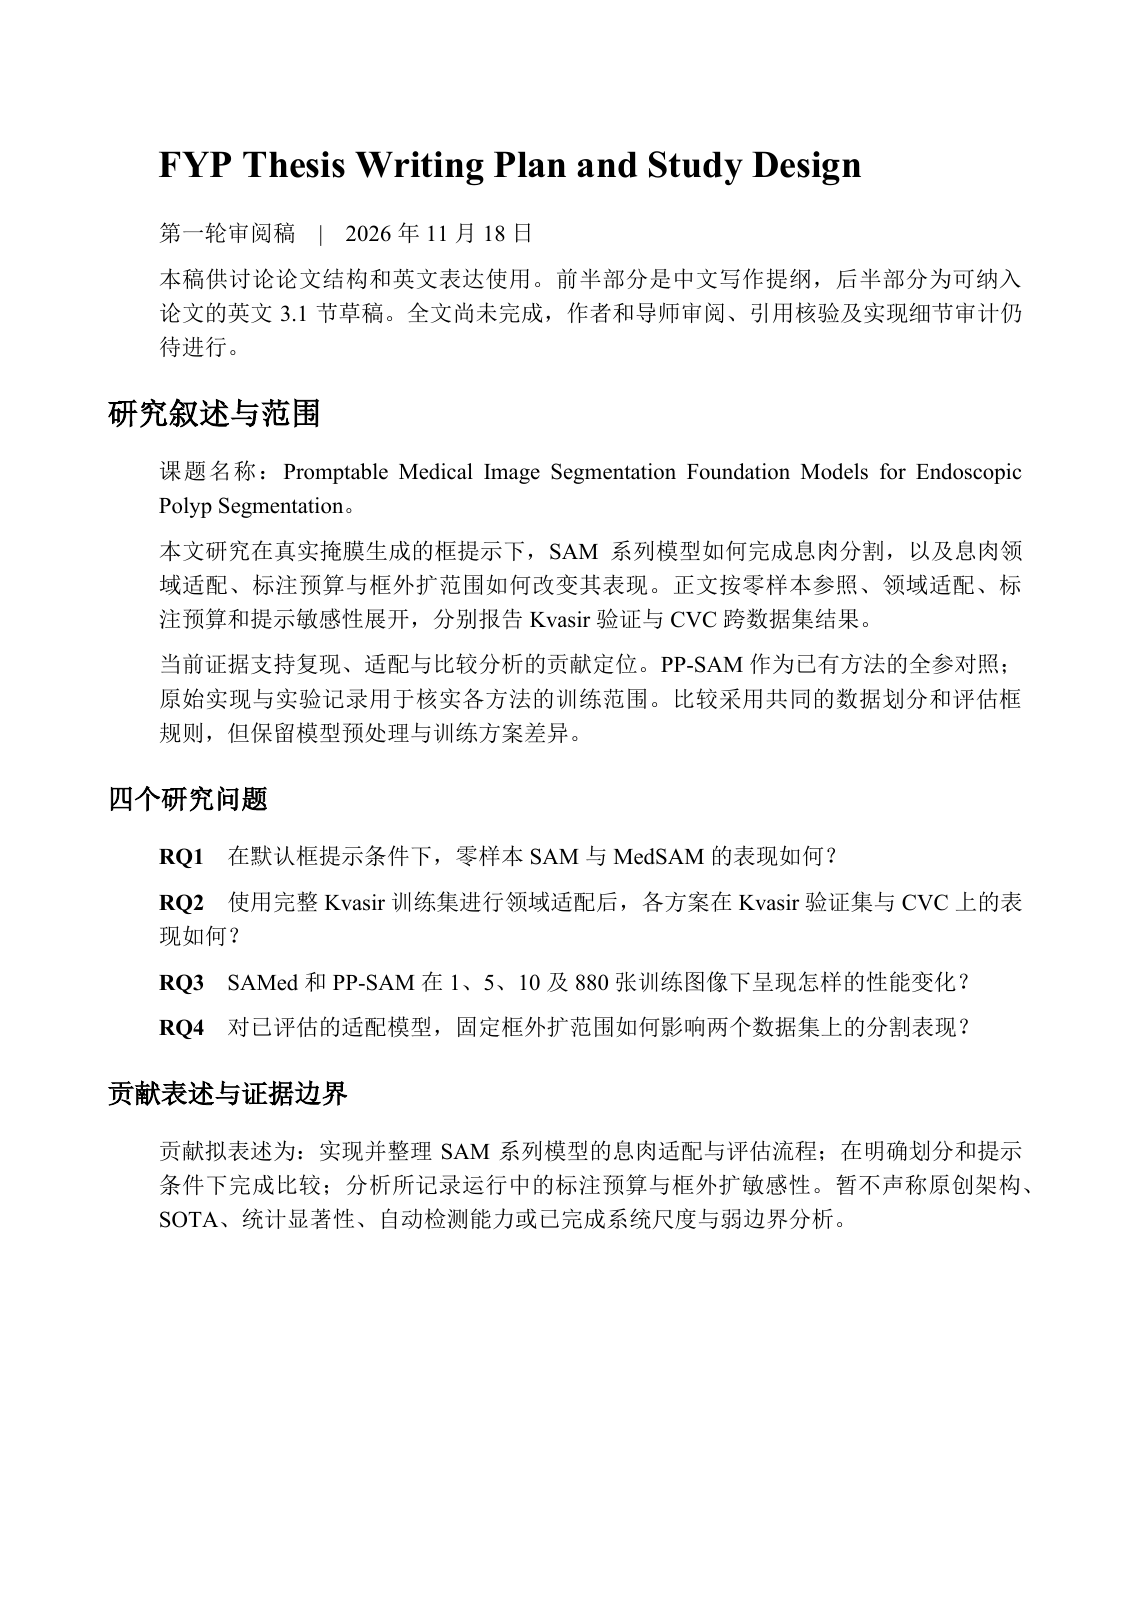 FYP Thesis Writing Plan and Study Design
第一轮审阅稿 | 2026 年 11 月 18 日
本稿供讨论论文结构和英文表达使用。前半部分是中文写作提纲，后半部分为可纳入
论文的英文 3.1 节草稿。全文尚未完成，作者和导师审阅、引用核验及实现细节审计仍
待进行。
研究叙述与范围
课题名称：Promptable Medical Image Segmentation Foundation Models for Endoscopic
Polyp Segmentation。
本文研究在真实掩膜生成的框提示下，SAM 系列模型如何完成息肉分割，以及息肉领
域适配、标注预算与框外扩范围如何改变其表现。正文按零样本参照、领域适配、标
注预算和提示敏感性展开，分别报告 Kvasir 验证与 CVC 跨数据集结果。
当前证据支持复现、适配与比较分析的贡献定位。PP-SAM 作为已有方法的全参对照；
原始实现与实验记录用于核实各方法的训练范围。比较采用共同的数据划分和评估框
规则，但保留模型预处理与训练方案差异。
四个研究问题
RQ1 在默认框提示条件下，零样本 SAM 与 MedSAM 的表现如何？
RQ2 使用完整 Kvasir 训练集进行领域适配后，各方案在 Kvasir 验证集与 CVC 上的表
现如何？
RQ3 SAMed 和 PP-SAM 在 1、5、10 及 880 张训练图像下呈现怎样的性能变化？
RQ4 对已评估的适配模型，固定框外扩范围如何影响两个数据集上的分割表现？
贡献表述与证据边界
贡献拟表述为：实现并整理 SAM 系列模型的息肉适配与评估流程；在明确划分和提示
条件下完成比较；分析所记录运行中的标注预算与框外扩敏感性。暂不声称原创架构、
SOTA、统计显著性、自动检测能力或已完成系统尺度与弱边界分析。